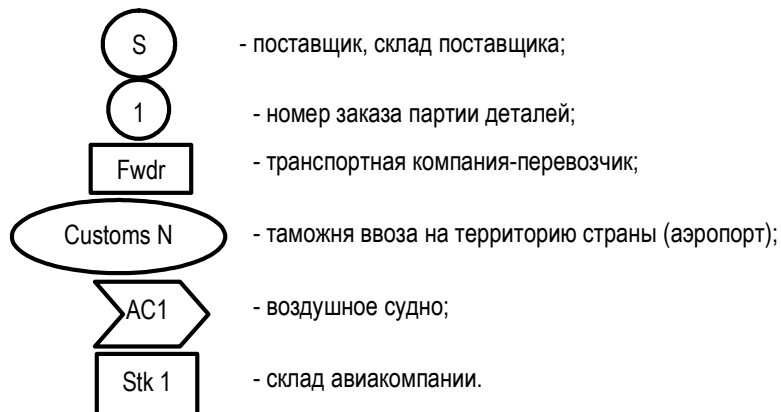 S - поставщик, склад поставщика;
1 - номер заказа партии деталей;
Fwdr - транспортная компания-перевозчик;
Customs N - таможня ввоза на территорию страны (аэропорт);
AC1 - воздушное судно;
Stk 1 - склад авиакомпании.